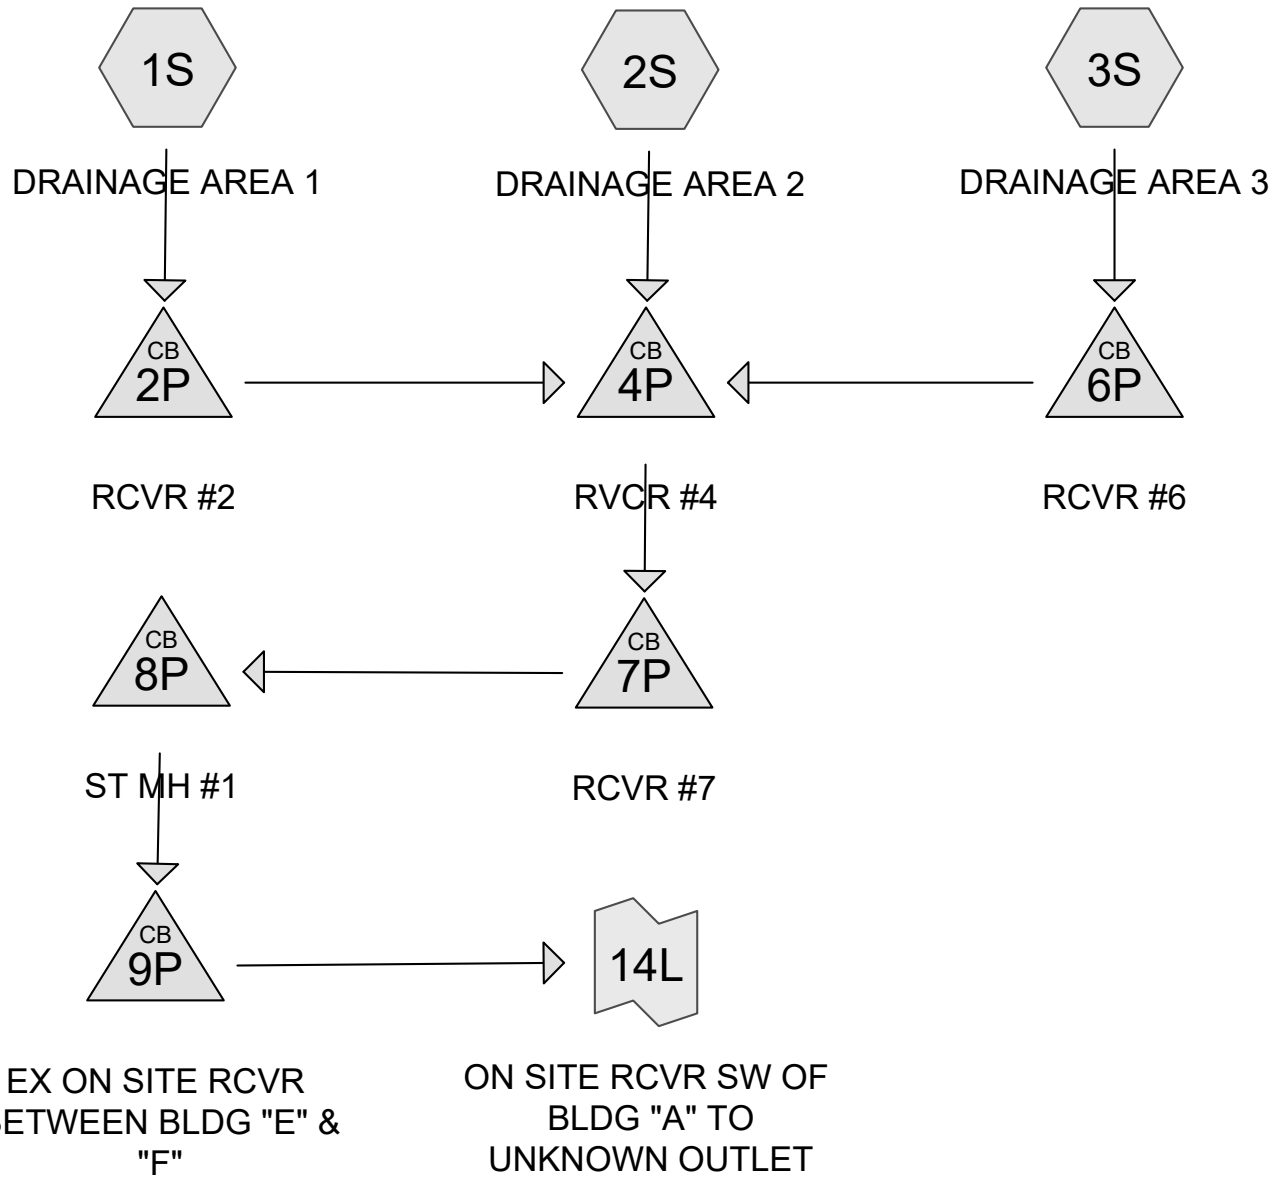 1S
2S
3S
DRAINAGE AREA 1
DRAINAGE AREA 2
DRAINAGE AREA 3
CB
2P
CB
4P
CB
6P
RCVR #2
RVCR #4
RCVR #6
CB
8P
CB
7P
ST MH #1
RCVR #7
CB
9P
14L
EX ON SITE RCVR
BETWEEN BLDG "E" &
"F"
ON SITE RCVR SW OF
BLDG "A" TO
UNKNOWN OUTLET